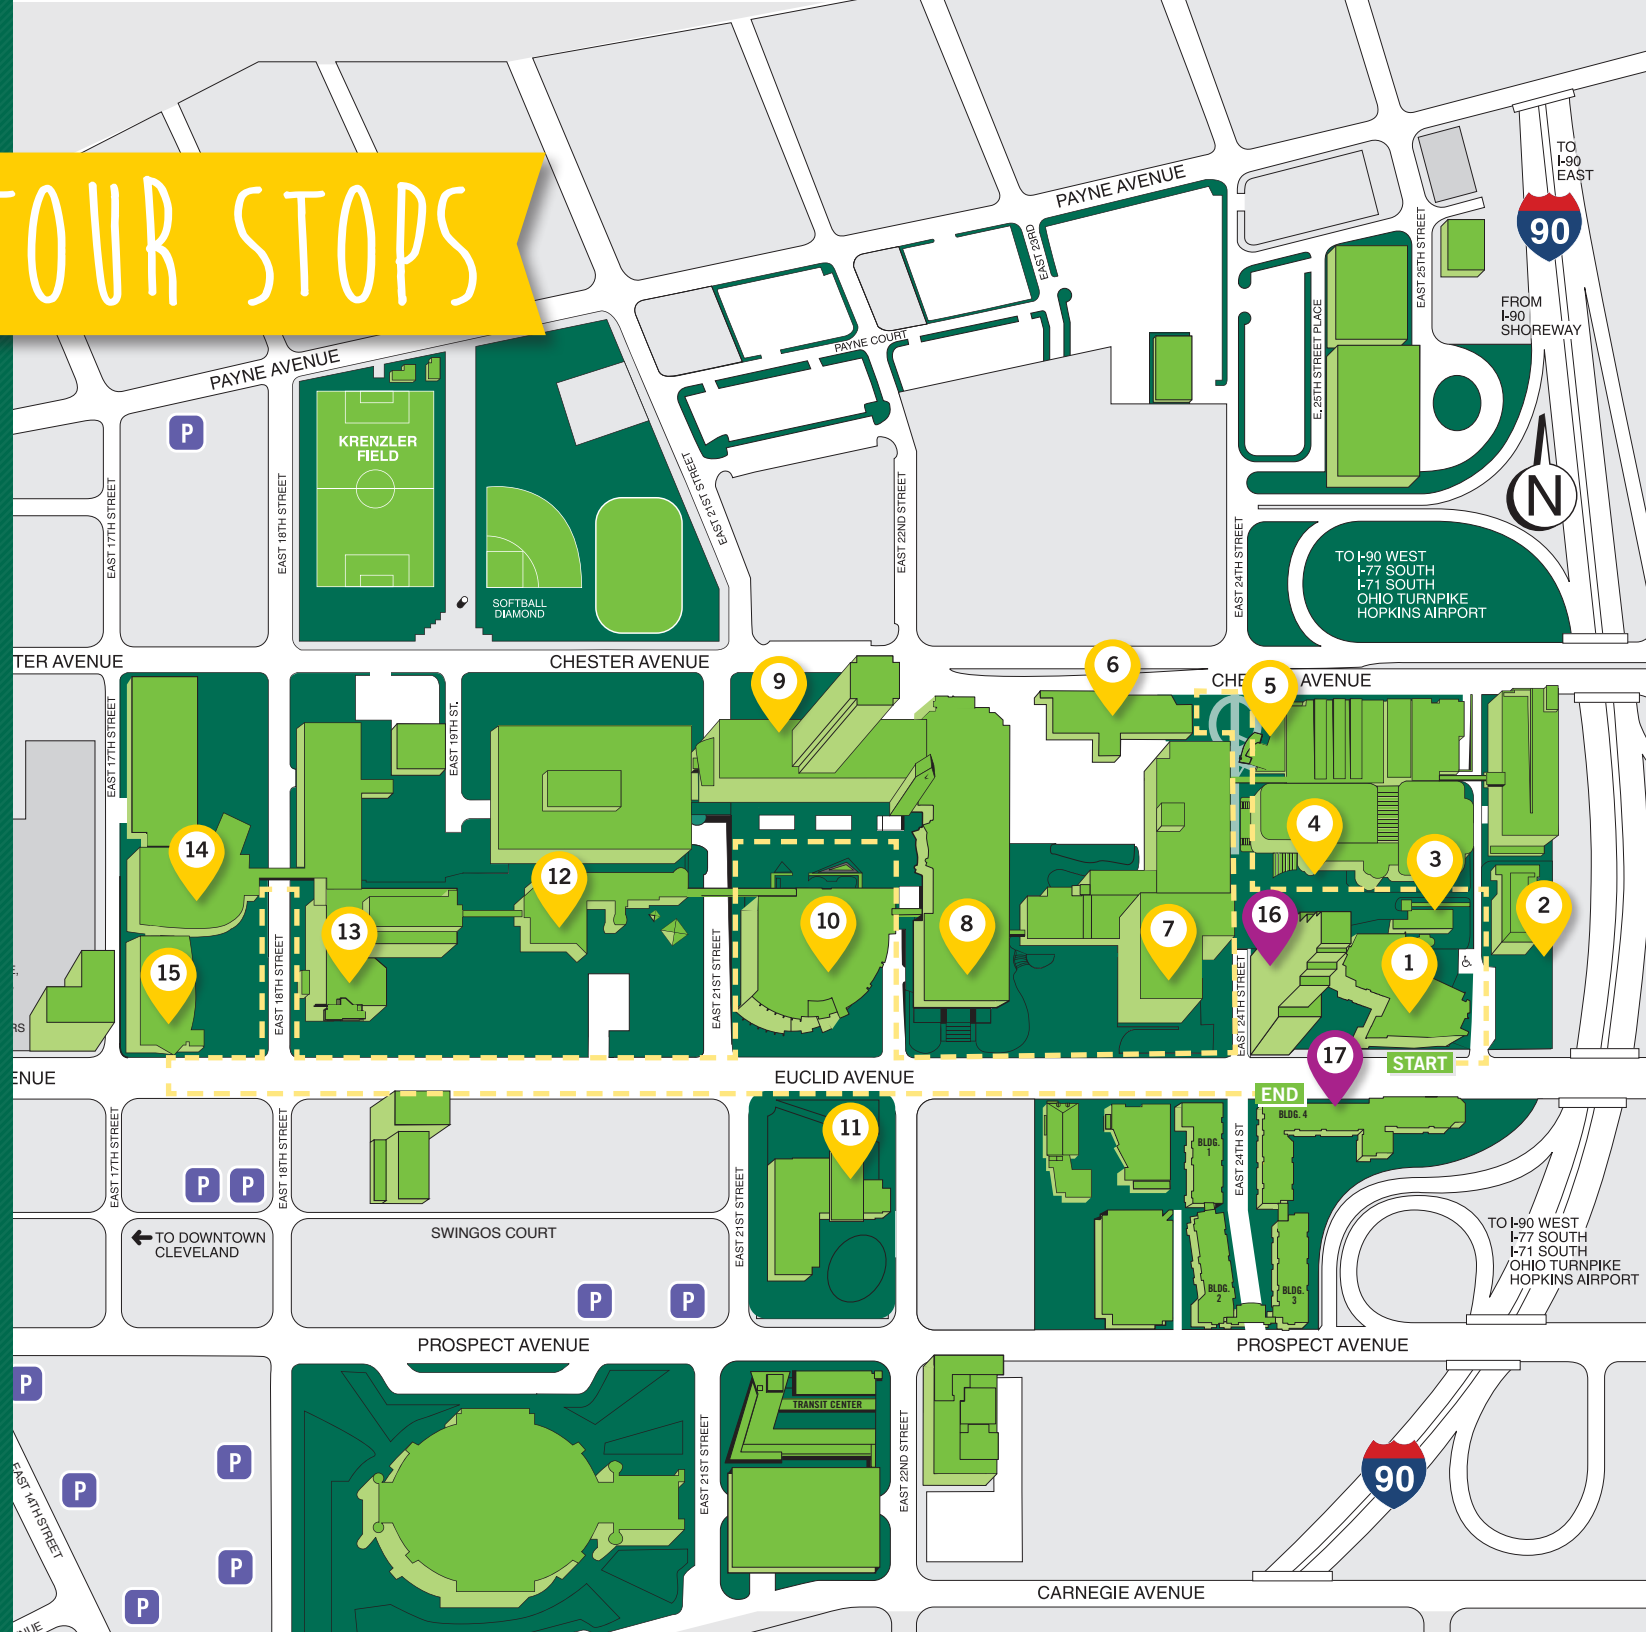 TOUR STOPS
TO
I-90
EAST
90
FROM
I-90
SHOREWAY
PAYNE AVENUE
EAST 23RD
EAST 25TH STREET
E. 25TH STREET PLACE
PAYNE COURT
PAYNE AVENUE
P
KRENZLER
FIELD
EAST 17TH STREET
EAST 18TH STREET
SOFTBALL
DIAMOND
EAST 21ST STREET
EAST 22ND STREET
EAST 24TH STREET
N
TO I-90 WEST
I-77 SOUTH
I-71 SOUTH
OHIO TURNPIKE
HOPKINS AIRPORT
TER AVENUE
CHESTER AVENUE
CHE AVENUE
6
5
9
EAST 17TH STREET
EAST 19TH ST.
4
3
14
12
2
16
10
8
7
13
1
15
EAST 18TH STREET
EAST 21ST STREET
EAST 24TH STREET
RS
17
START
ENUE
EUCLID AVENUE
END
BLDG. 4
11
BLDG.
1
EAST 17TH STREET
EAST 18TH STREET
EAST 21ST STREET
EAST 24TH ST
P
P
TO DOWNTOWN
CLEVELAND
SWINGOS COURT
TO I-90 WEST
I-77 SOUTH
I-71 SOUTH
OHIO TURNPIKE
HOPKINS AIRPORT
BLDG.
2
BLDG.
3
P
P
PROSPECT AVENUE
PROSPECT AVENUE
P
TRANSIT CENTER
EAST 21ST STREET
EAST 22ND STREET
EAST 14TH STREET
P
P
90
P
P
CARNEGIE AVENUE
NUE